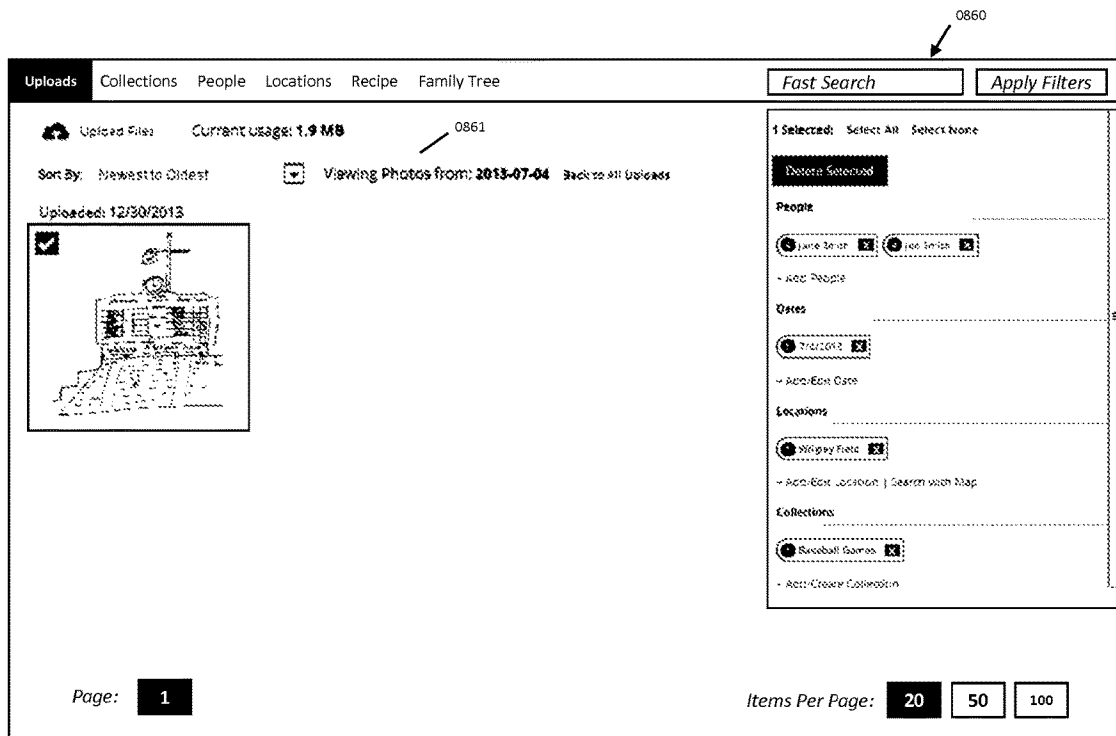 0860
Uploads Collections People Locations Recipe Family Tree Fast Search Apply Filters
Upload Files Current usage: 1.9 MB 0861
Sort By: Newest to Oldest Viewing Photos from: 2013-07-04 Back to All Uploads
Uploaded: 12/30/2013
1 Selected: Select All Select None
Delete Selected
People
Jane Smith Jon Smith
+ Add People
Dates
+ Add/Edit Date
Locations
Wrigley Field
+ Add/Edit Location | Search with Map
Collections
Baseball Games
+ Add/Create Collection
Page: 1 Items Per Page: 20 50 100